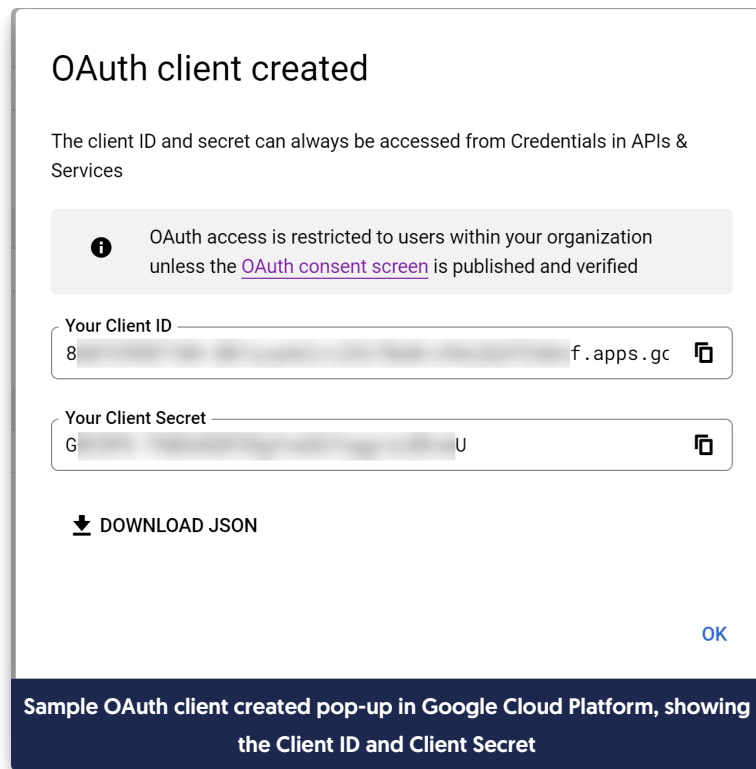 OAuth client created
The client ID and secret can always be accessed from Credentials in APIs &
Services
OAuth access is restricted to users within your organization
unless the OAuth consent screen is published and verified
Your Client ID
8 f.apps.gc
Your Client Secret
G U
DOWNLOAD JSON
OK
Sample OAuth client created pop-up in Google Cloud Platform, showing
the Client ID and Client Secret